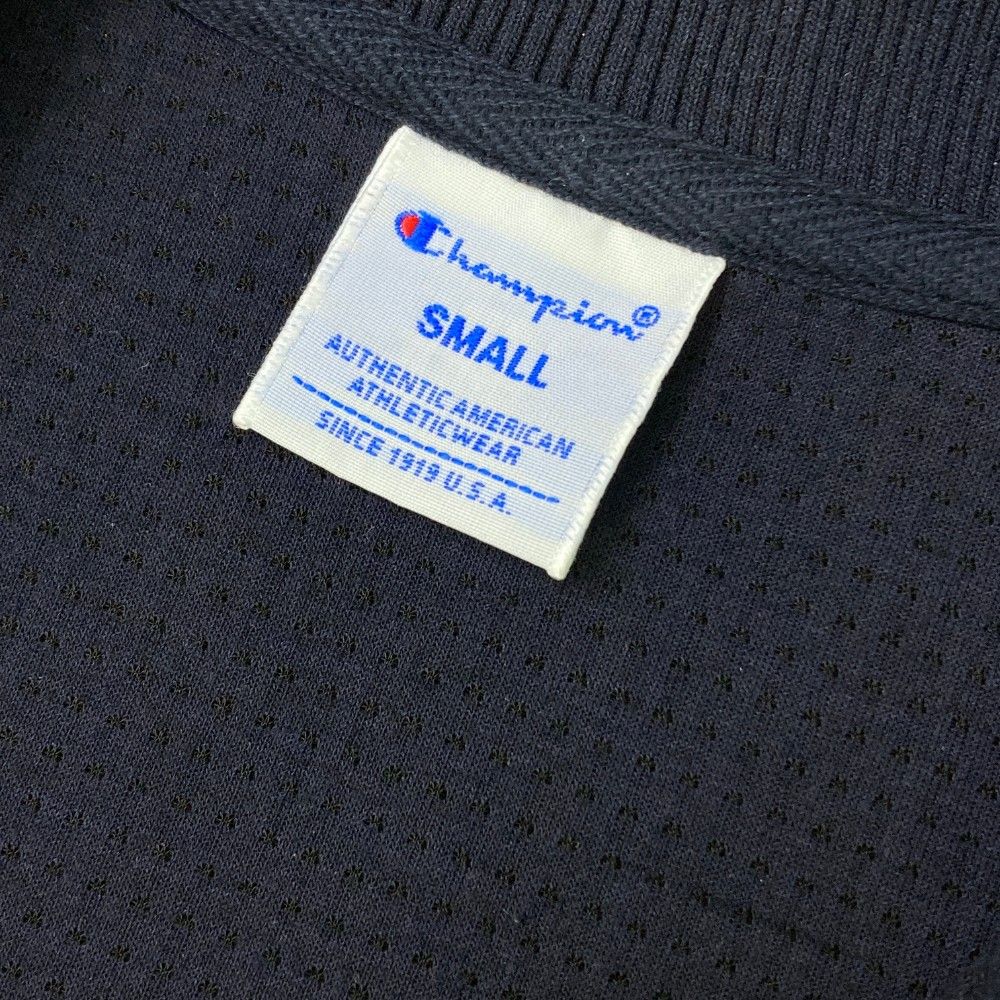 Champion®
SMALL
AUTHENTIC AMERICAN
ATHLETICWEAR
SINCE 1919 U.S.A.